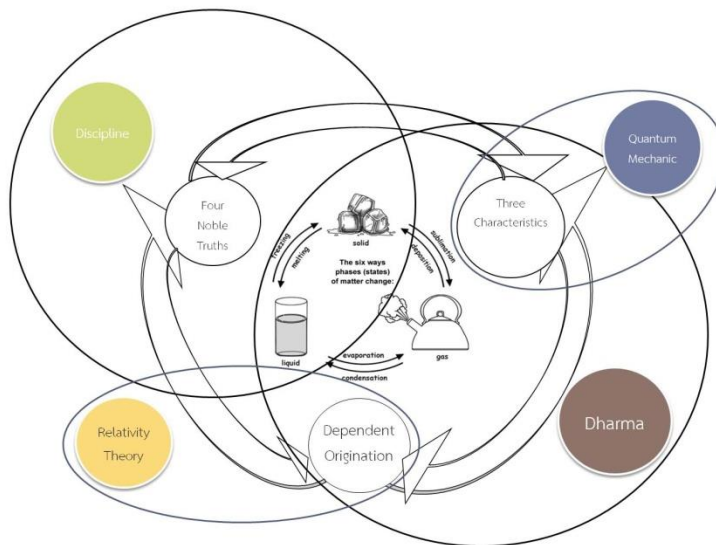 Discipline
Quantum
Mechanic
Four
Noble
Truths
Three
Characteristics
solid
freezing
melting
sublimation
deposition
The six ways
phases (states)
of matter change:
liquid
evaporation
condensation
gas
Relativity
Theory
Dependent
Origination
Dharma